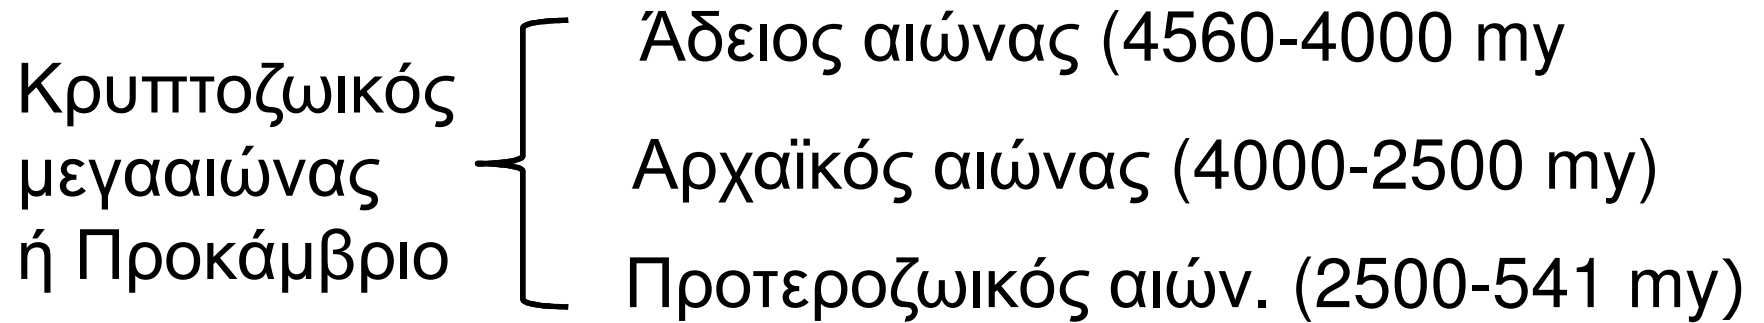 Κρυπτοζωικός
μεγααιώνας
ή Προκάμβριο
Άδειος αιώνας (4560-4000 my
Αρχαϊκός αιώνας (4000-2500 my)
Προτεροζωικός αιών. (2500-541 my)